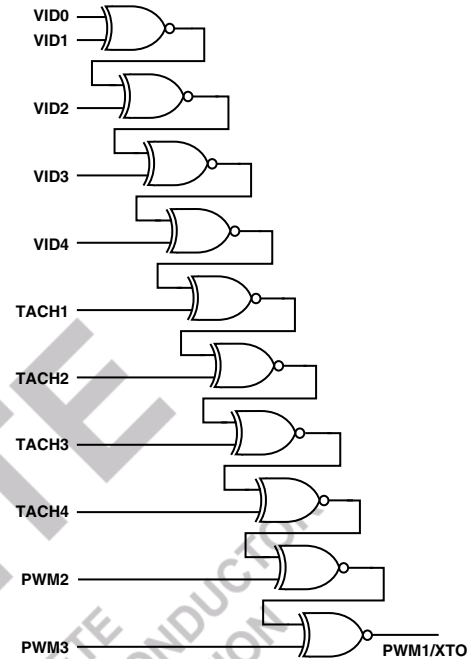 VID0
VID1
VID2
VID3
VID4
TACH1
TACH2
TACH3
TACH4
PWM2
PWM3
PWM1/XTO